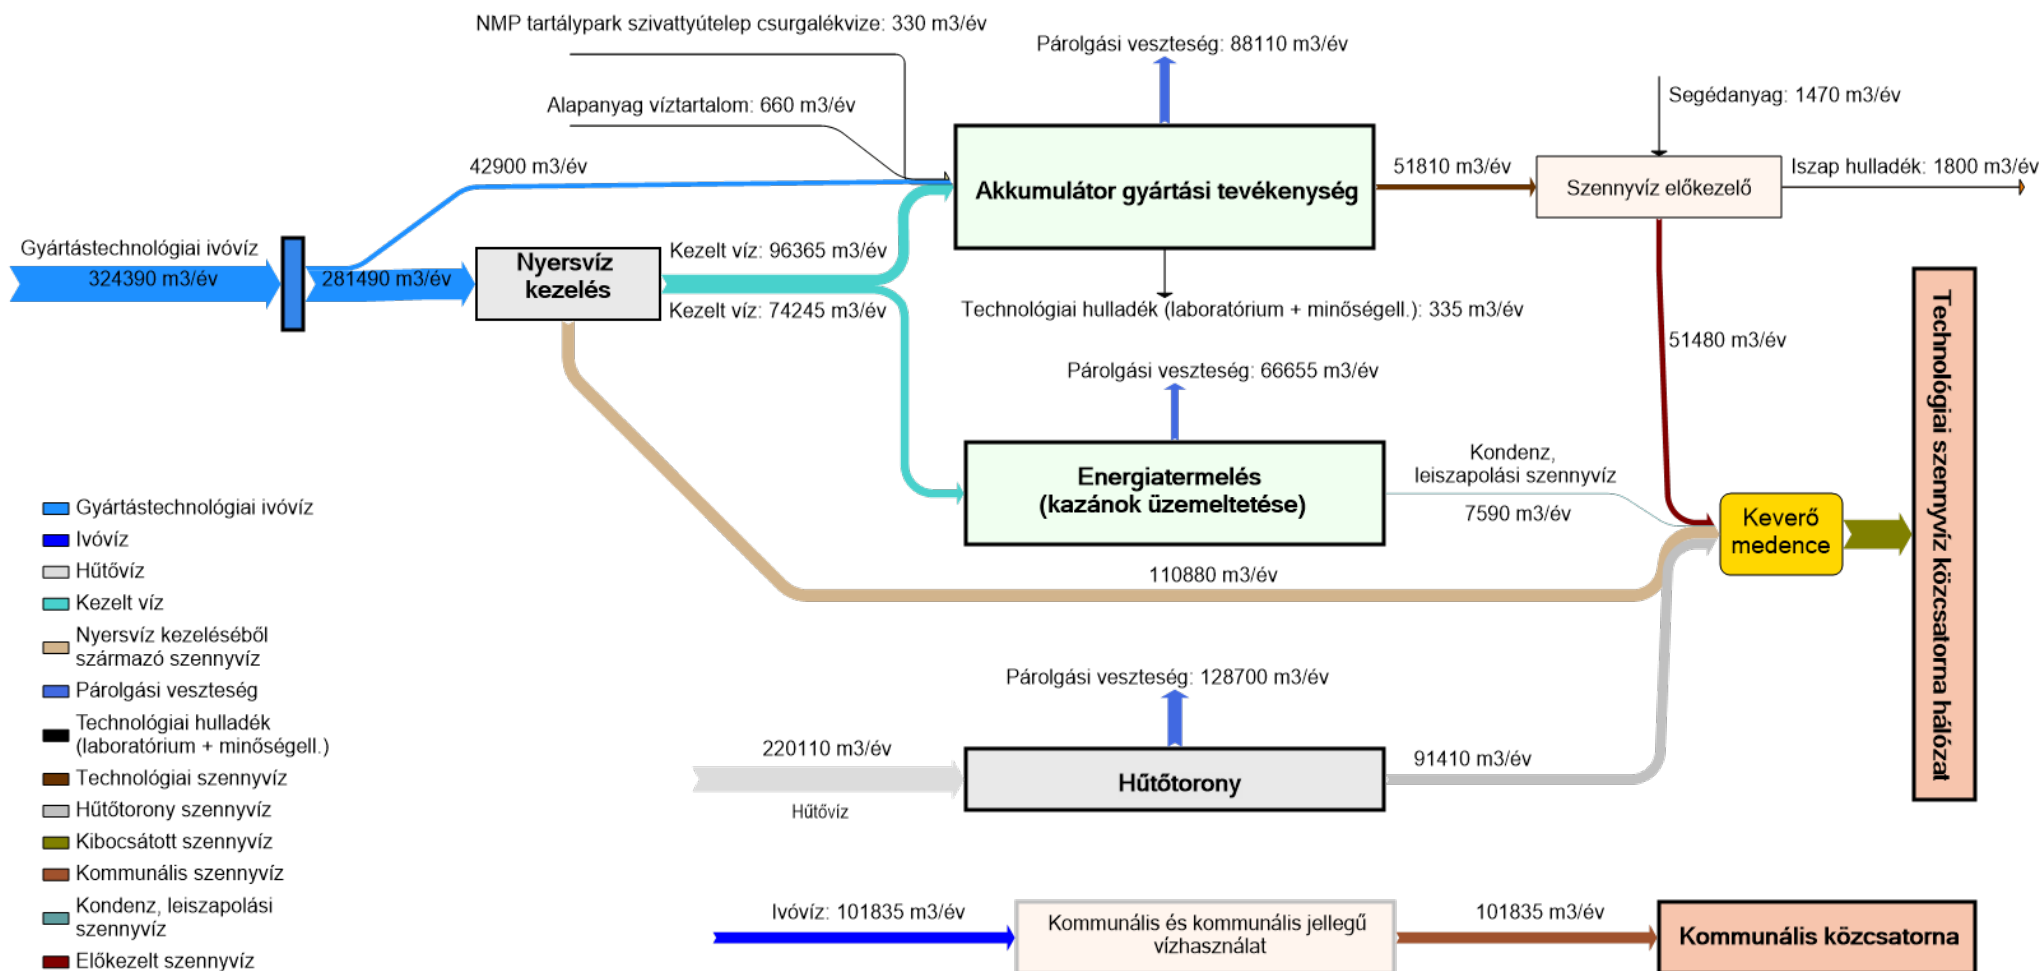 NMP tartálypark szivattyútelep csurgalékvize: 330 m3/év
Párolgási veszteség: 88110 m3/év
Alapanyag víztartalom: 660 m3/év
Segédanyag: 1470 m3/év
42900 m3/év
Akkumulátor gyártási tevékenység
51810 m3/év
Szennyvíz előkezelő
Iszap hulladék: 1800 m3/év
Gyártástechnológiai ivóvíz
324390 m3/év
281490 m3/év
Nyersvíz
kezelés
Kezelt víz: 96365 m3/év
Kezelt víz: 74245 m3/év
Technológiai hulladék (laboratórium + minőségell.): 335 m3/év
51480 m3/év
Technológiai szennyvíz közcsatorna hálózat
Párolgási veszteség: 66655 m3/év
Energiatermelés
(kazánok üzemeltetése)
Kondenz,
leiszapolási szennyvíz
7590 m3/év
Keverő
medence
110880 m3/év
Párolgási veszteség: 128700 m3/év
220110 m3/év
Hűtővíz
Hűtőtorony
91410 m3/év
Ivóvíz: 101835 m3/év
Kommunális és kommunális jellegű
vízhasználat
101835 m3/év
Kommunális közcsatorna
Gyártástechnológiai ivóvíz
Ivóvíz
Hűtővíz
Kezelt víz
Nyersvíz kezeléséből
származó szennyvíz
Párolgási veszteség
Technológiai hulladék
(laboratórium + minőségell.)
Technológiai szennyvíz
Hűtőtorony szennyvíz
Kibocsátott szennyvíz
Kommunális szennyvíz
Kondenz, leiszapolási
szennyvíz
Előkezelt szennyvíz